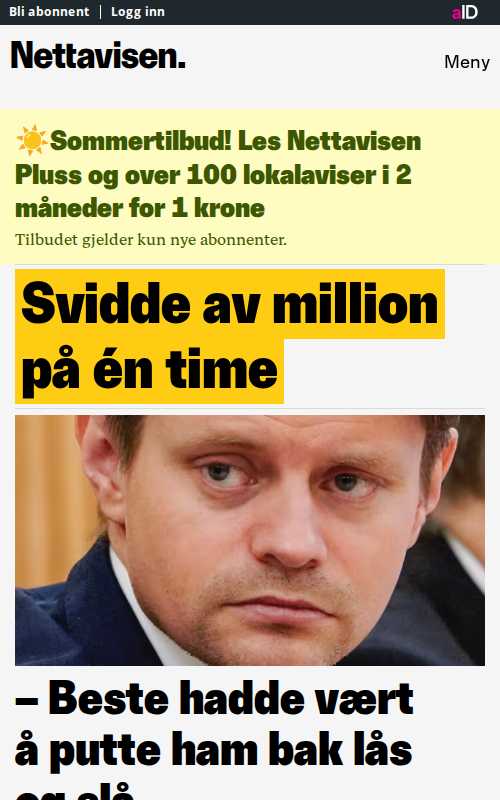 Bli abonnent | Logg inn
aID
Nettavisen.
Meny
☀️Sommertilbud! Les Nettavisen
Pluss og over 100 lokalaviser i 2
måneder for 1 krone
Tilbudet gjelder kun nye abonnenter.
Svidde av million
på én time
– Beste hadde vært
å putte ham bak lås
og slå